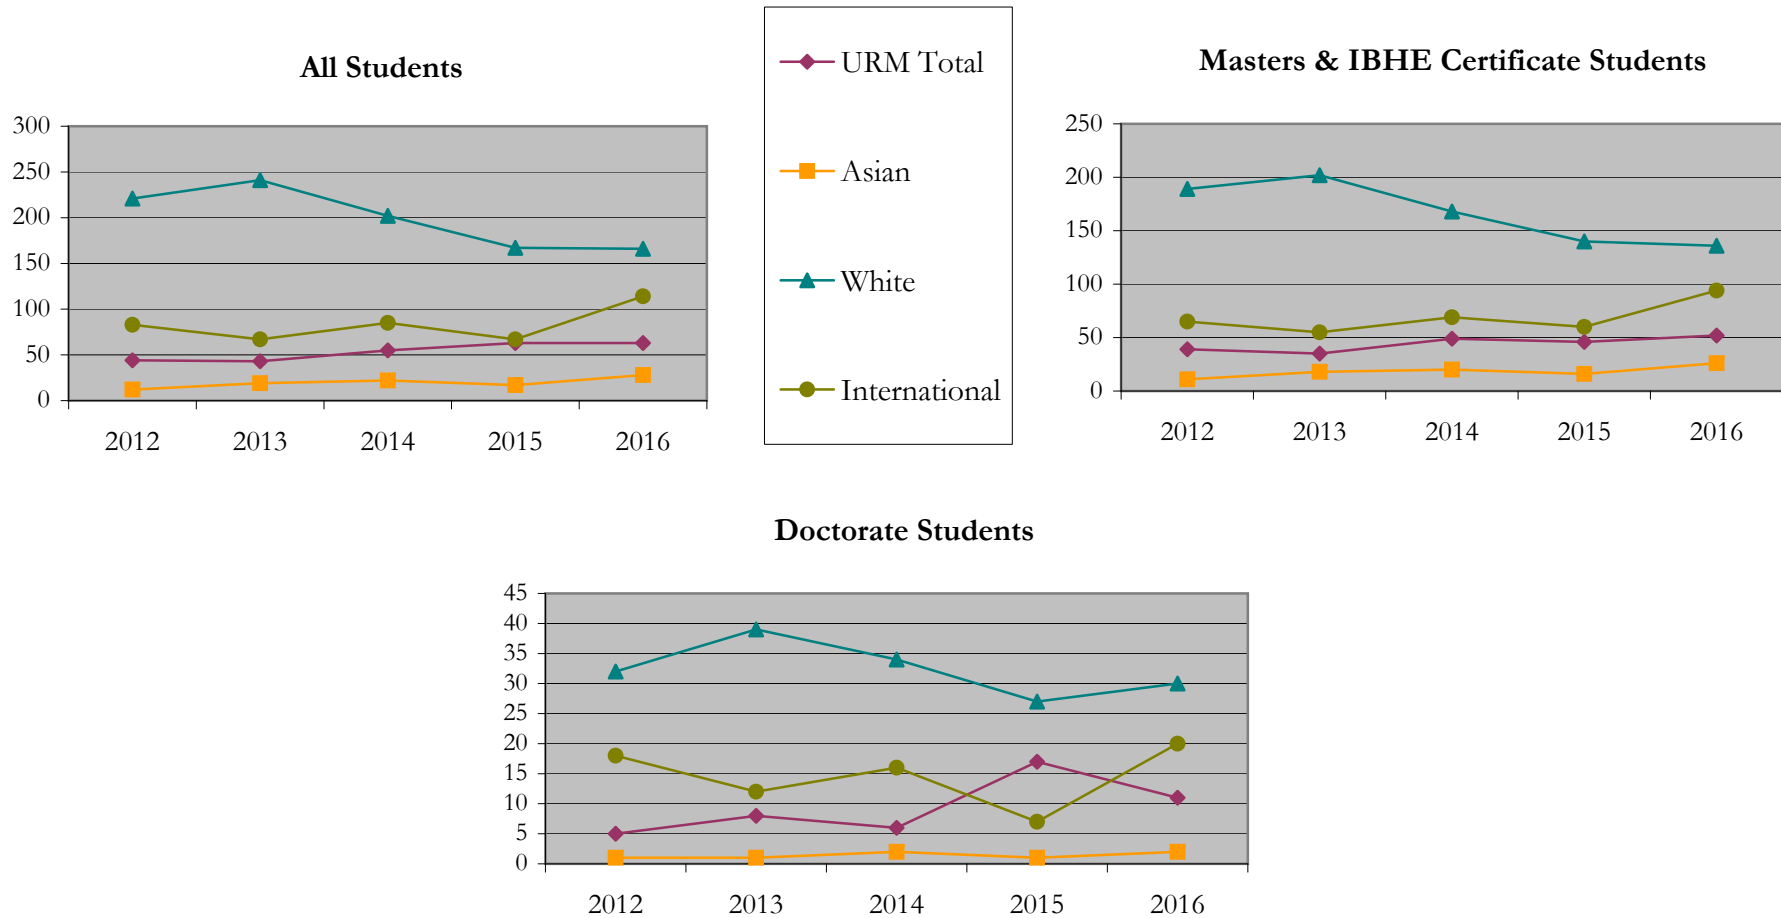 All Students
300
250
200
150
100
50
0
2012 2013 2014 2015 2016
URM Total
Asian
White
International
Masters & IBHE Certificate Students
250
200
150
100
50
0
2012 2013 2014 2015 2016
Doctorate Students
45
40
35
30
25
20
15
10
5
0
2012 2013 2014 2015 2016